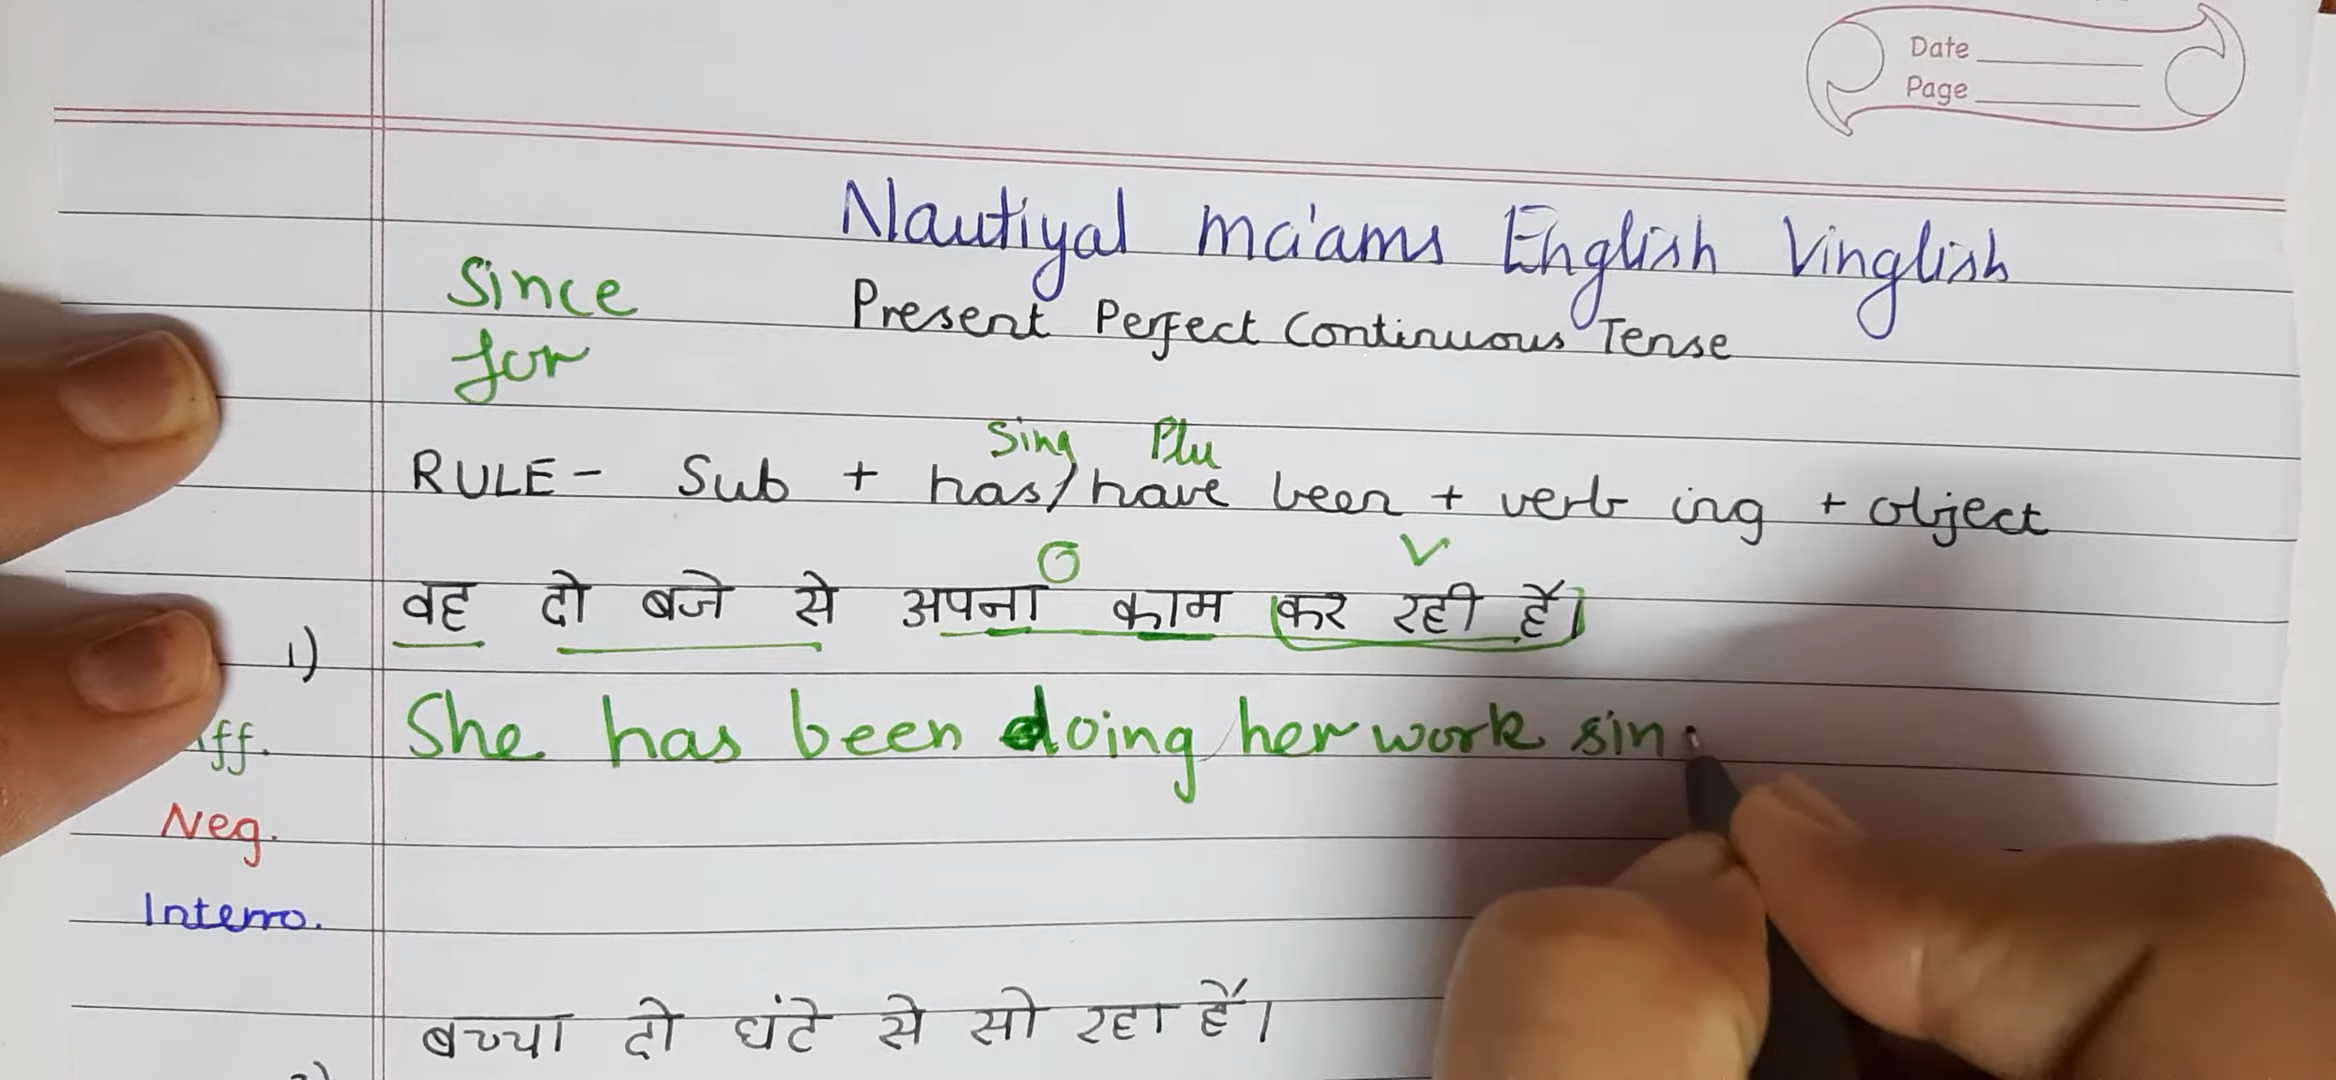 Date
Page
Nautiyal ma'ams English Vinglish
Since
Present Perfect Continuous Tense
for
Sing Plu
RULE - Sub + has/have been + verb ing + object
O V
वह दो बजे से अपना काम कर रही हैं।
1)
She has been doing her work sin
Aff.
Neg.
Interro.
बच्चा दो घंटे से सो रहा हैं।